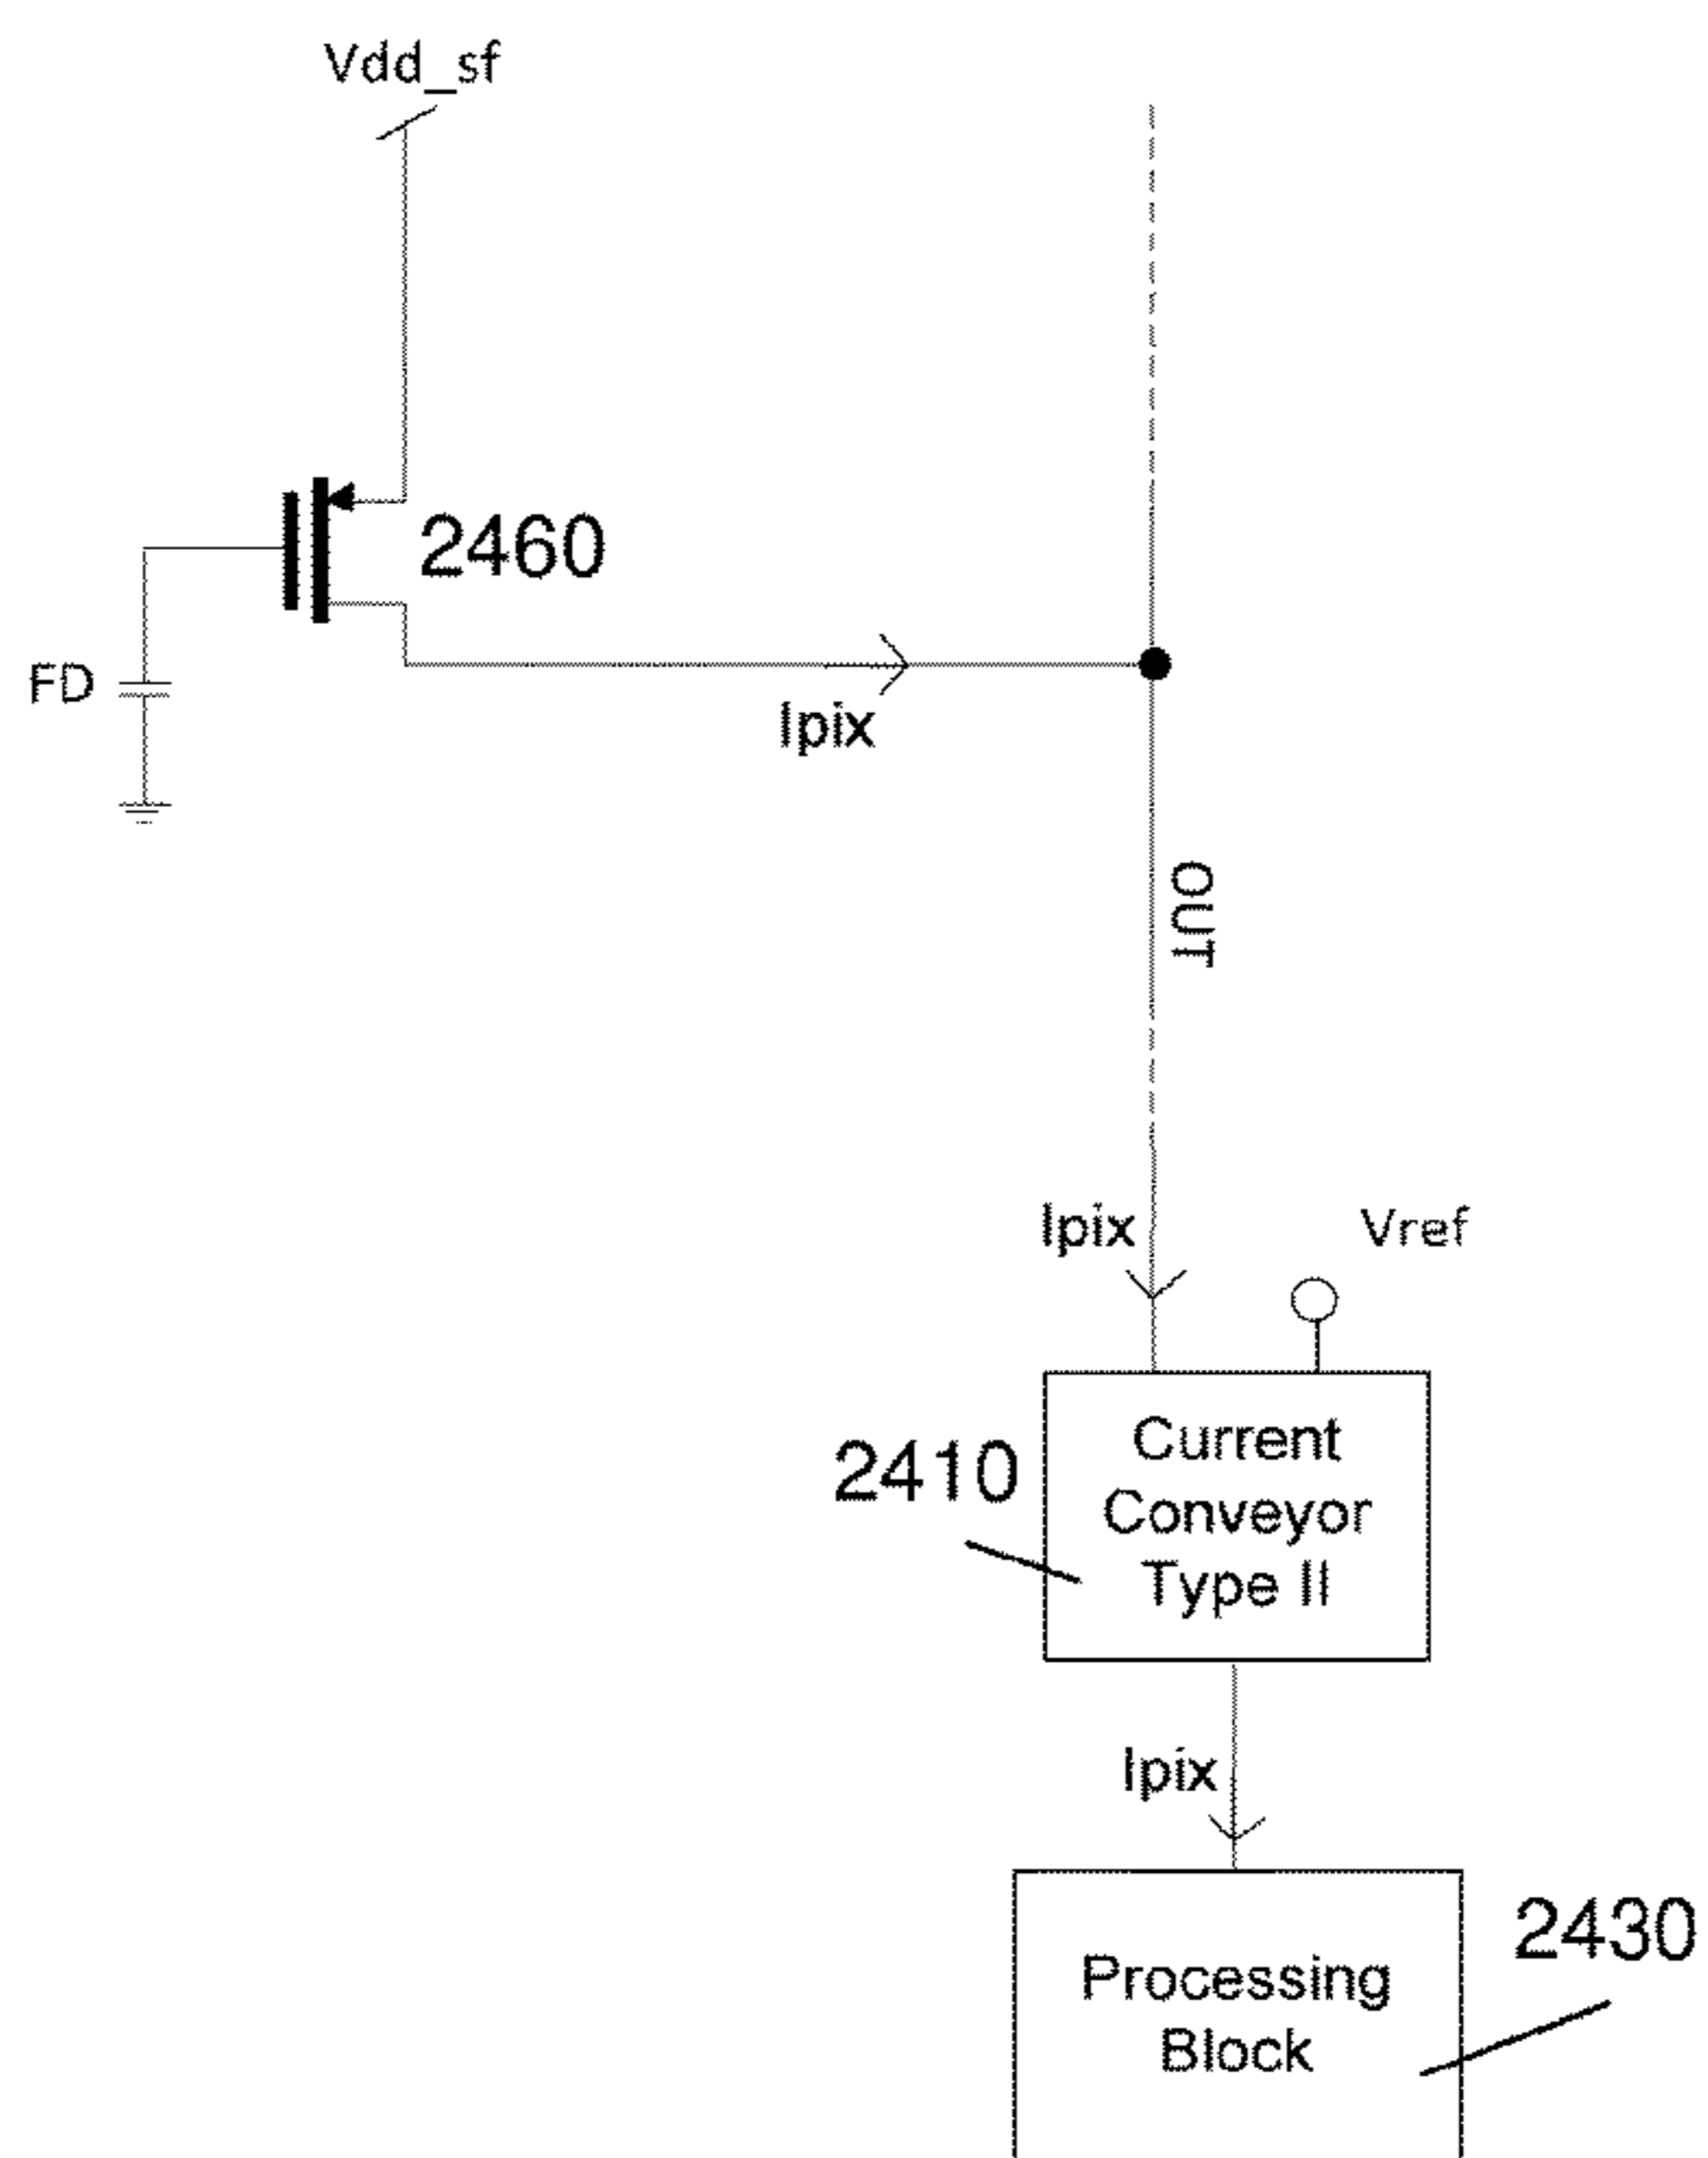 Vdd_sf
2460
FD
Ipix
OUT
Ipix
Vref
2410
Current
Conveyor
Type II
Ipix
2430
Processing
Block